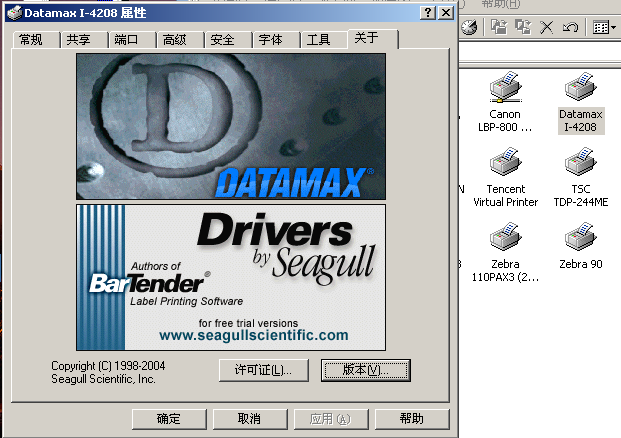 Datamax I-4208 属性
帮助(H)
常规
共享
端口
高级
安全
字体
工具
关于
D
DATAMAX®
Drivers
by Seagull
Authors of
BarTender®
Label Printing Software
for free trial versions
www.seagullscientific.com
Copyright (C) 1998-2004
Seagull Scientific, Inc.
许可证(L)...
版本(V)...
确定
取消
应用(A)
帮助
Canon
LBP-800 ...
Datamax
I-4208
Tencent
Virtual Printer
TSC
TDP-244ME
Zebra
110PAX3 (2...
Zebra 90